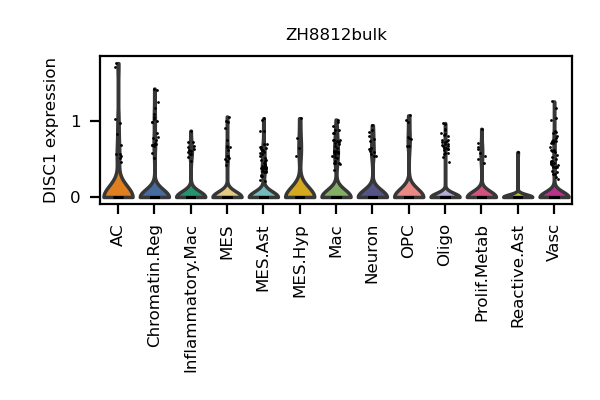 ZH8812bulk
DISC1 expression
1
0
AC
Chromatin.Reg
Inflammatory.Mac
MES
MES.Ast
MES.Hyp
Mac
Neuron
OPC
Oligo
Prolif.Metab
Reactive.Ast
Vasc